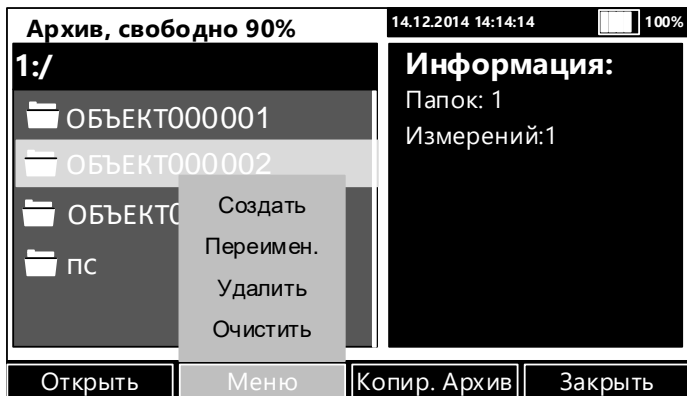 Архив, свободно 90%
14.12.2014 14:14:14
100%
1:/
ОБЪЕКТ000001
ОБЪЕКТ000002
ПС
Создать
Переимен.
Удалить
Очистить
Информация:
Папок: 1
Измерений:1
Открыть
Меню
Копир. Архив
Закрыть